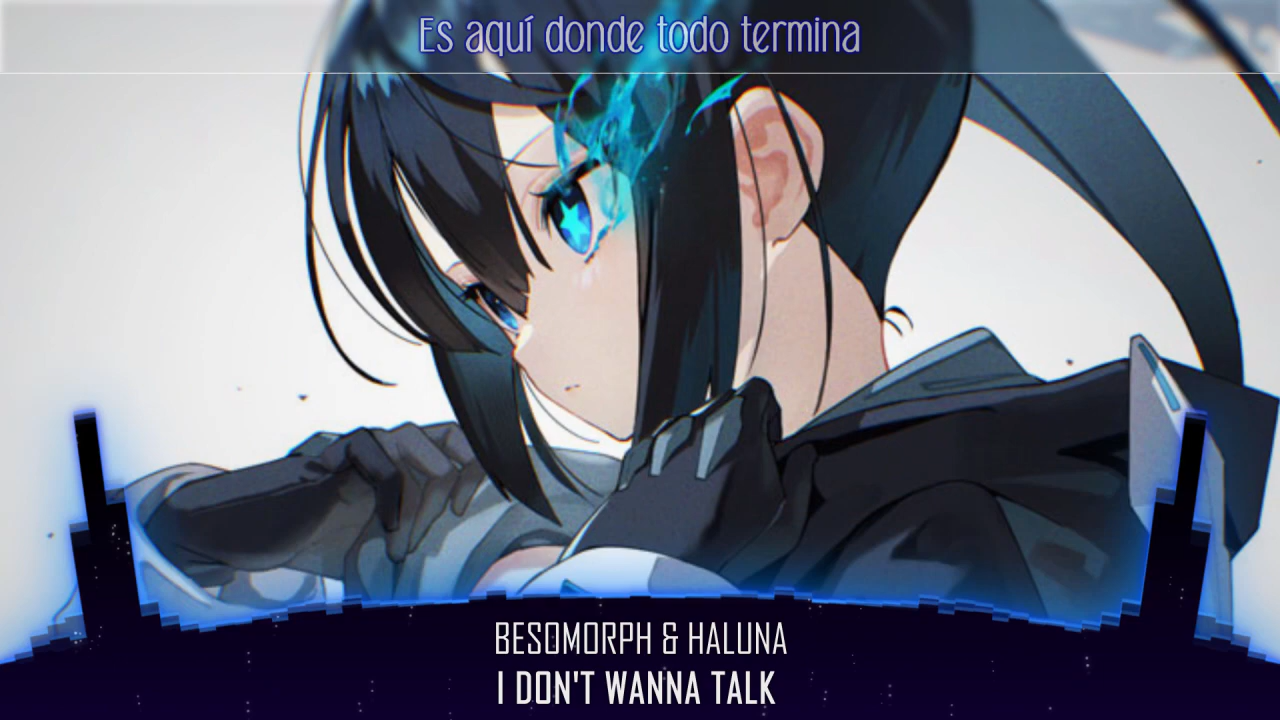 Es aquí donde todo termina
BESOMORPH & HALUNA
I DON'T WANNA TALK